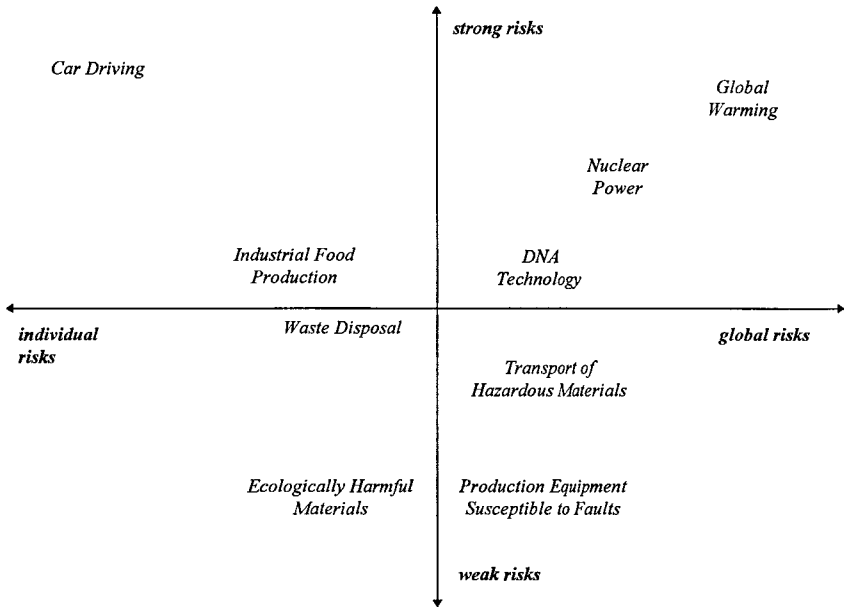 strong risks
Car Driving
Global
Warming
Nuclear
Power
Industrial Food
Production
DNA
Technology
Waste Disposal
individual
risks
global risks
Transport of
Hazardous Materials
Ecologically Harmful
Materials
Production Equipment
Susceptible to Faults
weak risks